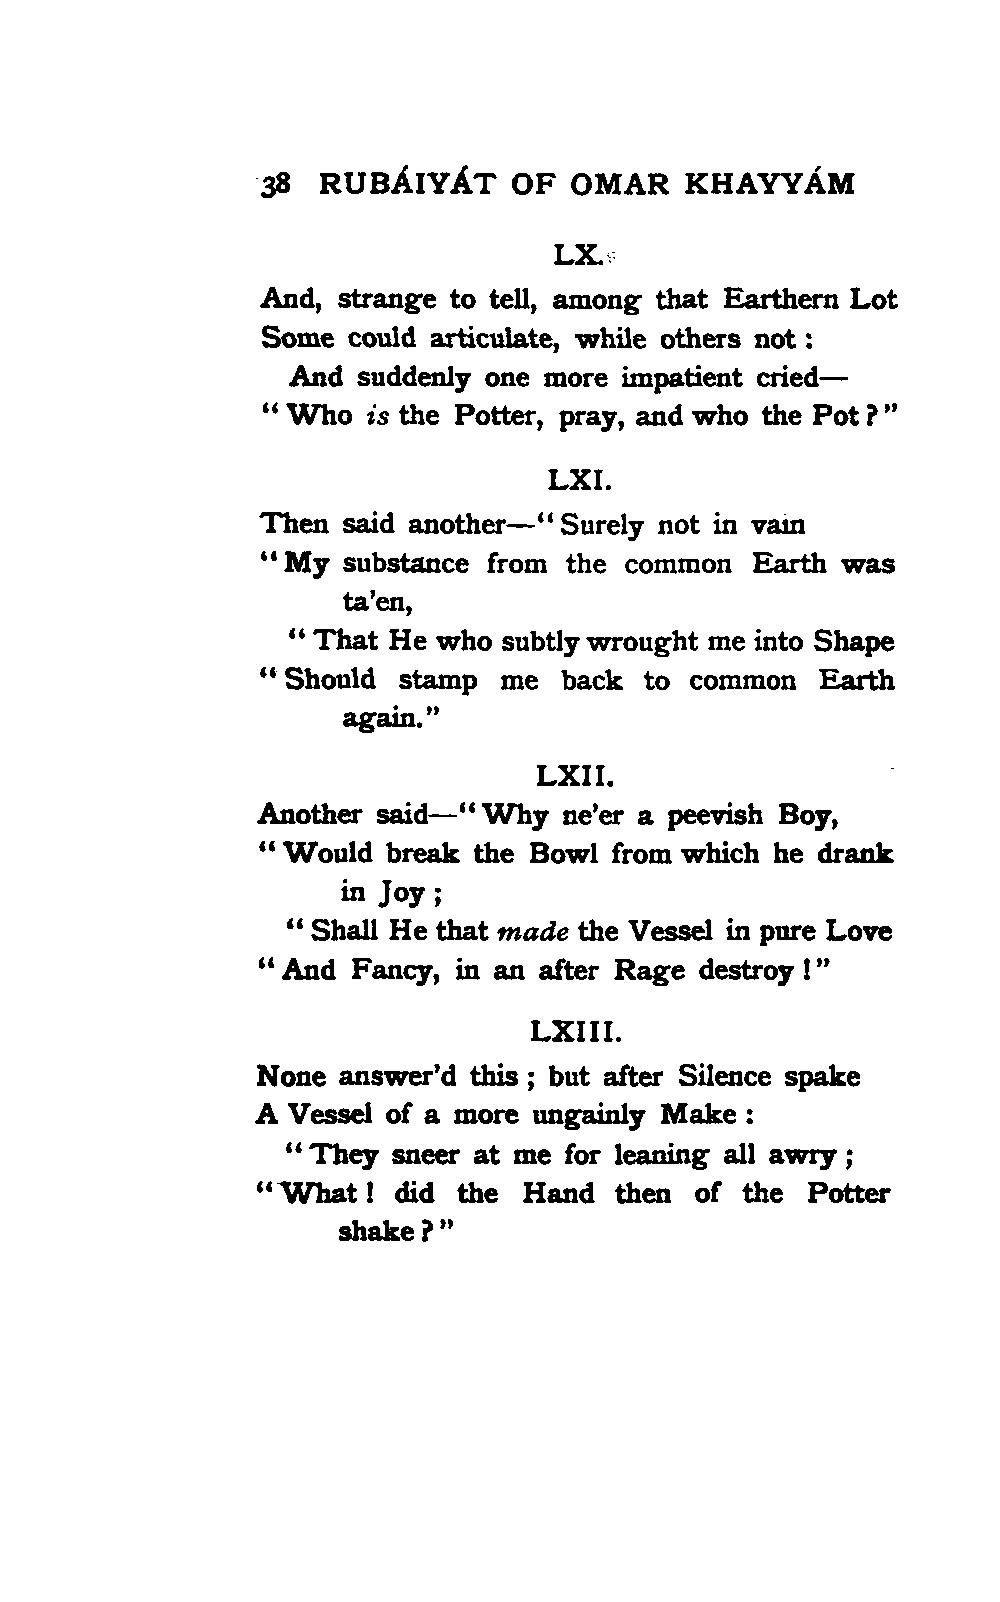 38 RUBÁIYÁT OF OMAR KHAYYÁM
LX.
And, strange to tell, among that Earthern Lot
Some could articulate, while others not :
And suddenly one more impatient cried—
“ Who is the Potter, pray, and who the Pot ? ”
LXI.
Then said another—“ Surely not in vain
“ My substance from the common Earth was
ta’en,
“ That He who subtly wrought me into Shape
“ Should stamp me back to common Earth
again.”
LXII.
Another said—“ Why ne’er a peevish Boy,
“ Would break the Bowl from which he drank
in Joy ;
“ Shall He that made the Vessel in pure Love
“ And Fancy, in an after Rage destroy ! ”
LXIII.
None answer’d this ; but after Silence spake
A Vessel of a more ungainly Make :
“ They sneer at me for leaning all awry ;
“ What ! did the Hand then of the Potter
shake ? ”